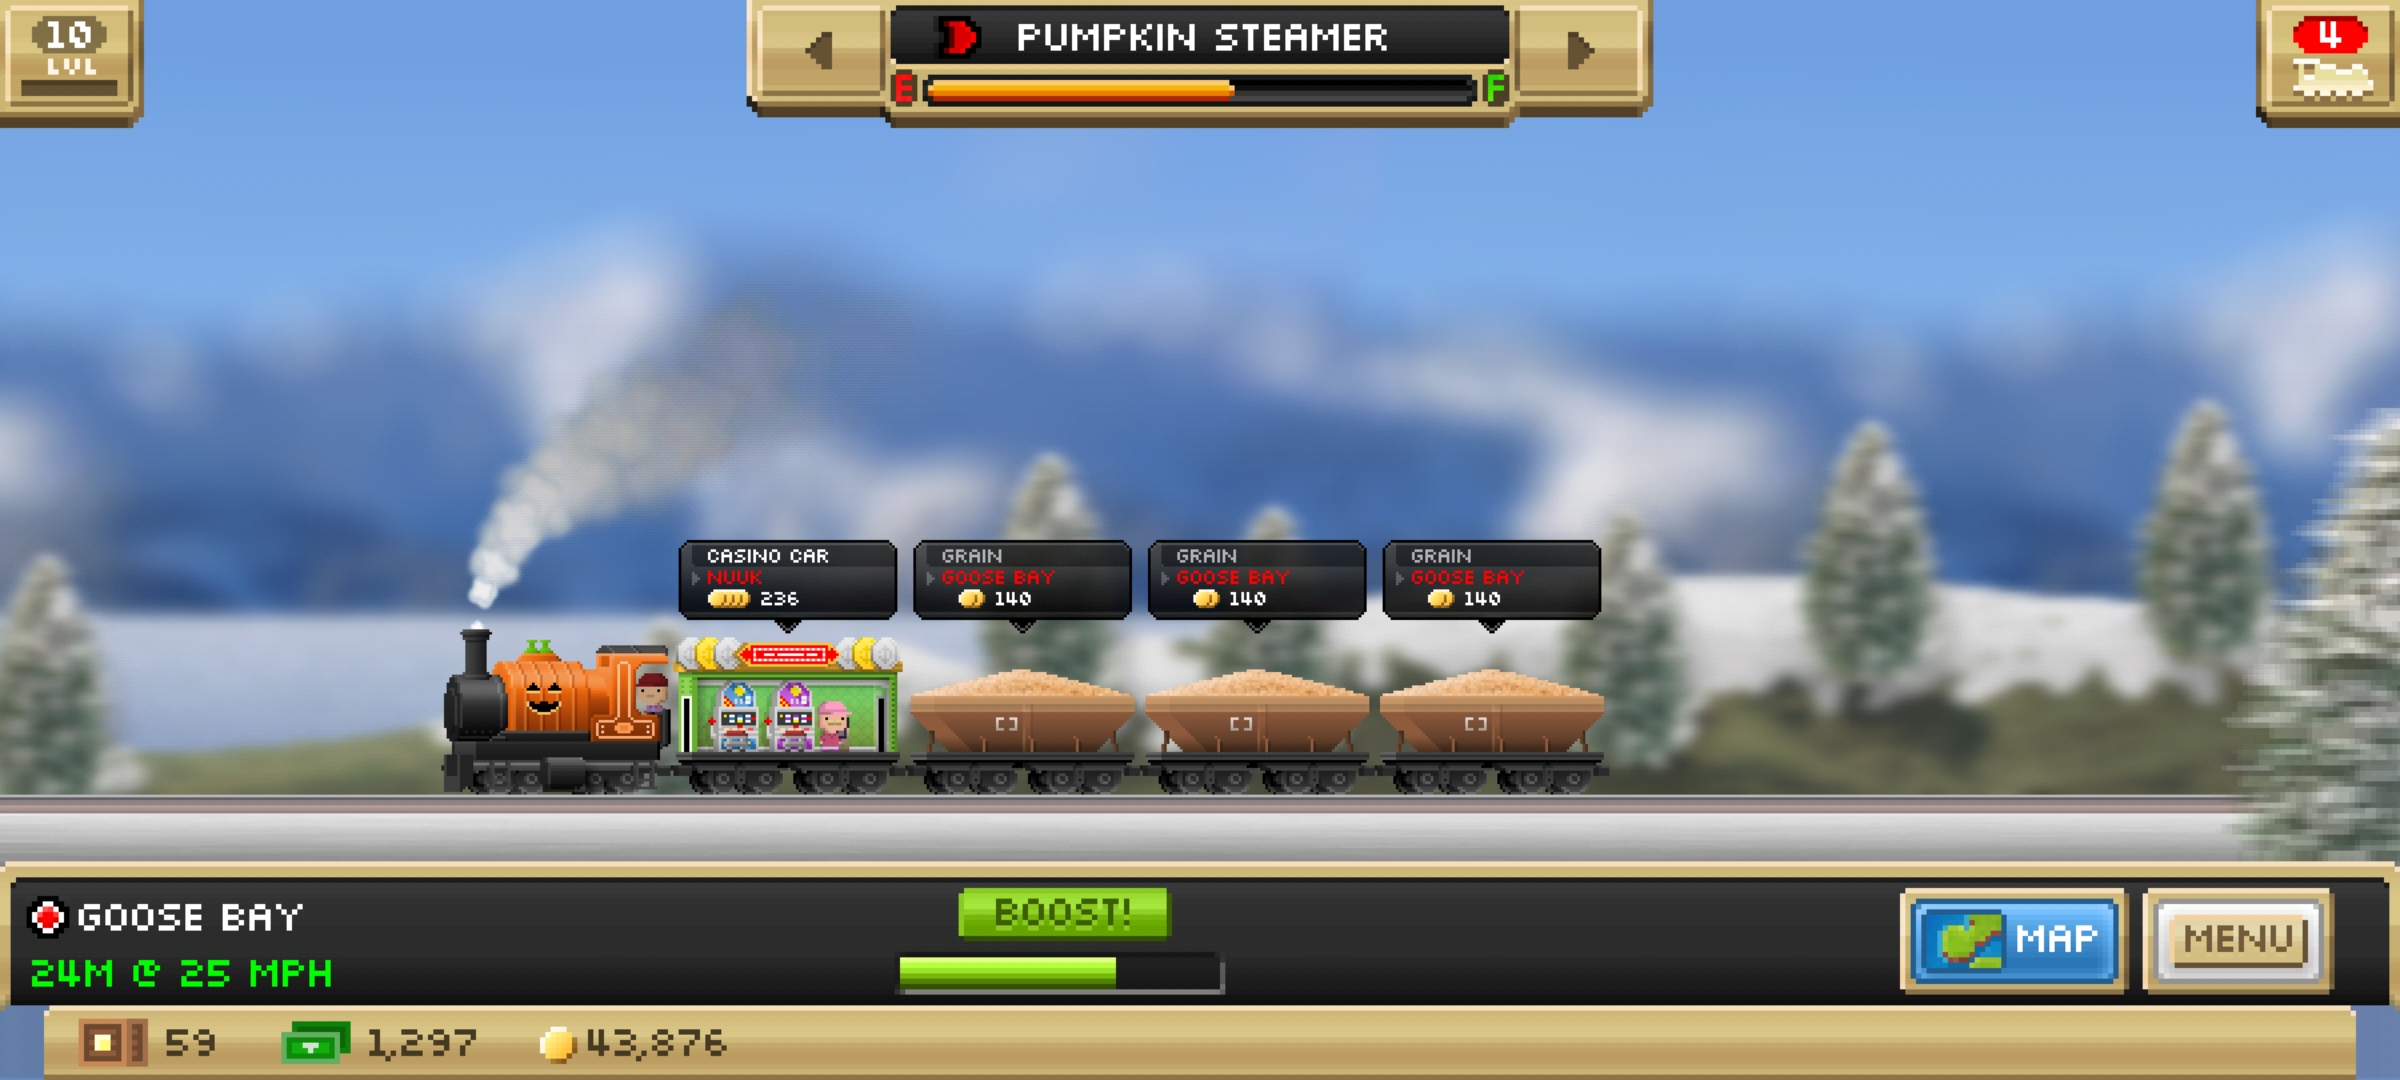 10
LVL
PUMPKIN STEAMER
E F
4
CASINO CAR
NUUK
236
GRAIN
GOOSE BAY
140
GRAIN
GOOSE BAY
140
GRAIN
GOOSE BAY
140
GOOSE BAY
24M @ 25 MPH
BOOST!
MAP
MENU
59
1,297
43,876